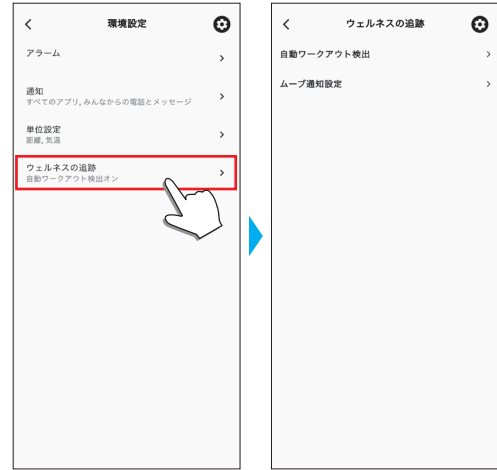 環境設定
アラーム
通知
すべてのアプリ, みんなからの電話とメッセージ
単位設定
距離, 気温
ウェルネスの追跡
自動ワークアウト検出オン
ウェルネスの追跡
自動ワークアウト検出
ムーブ通知設定